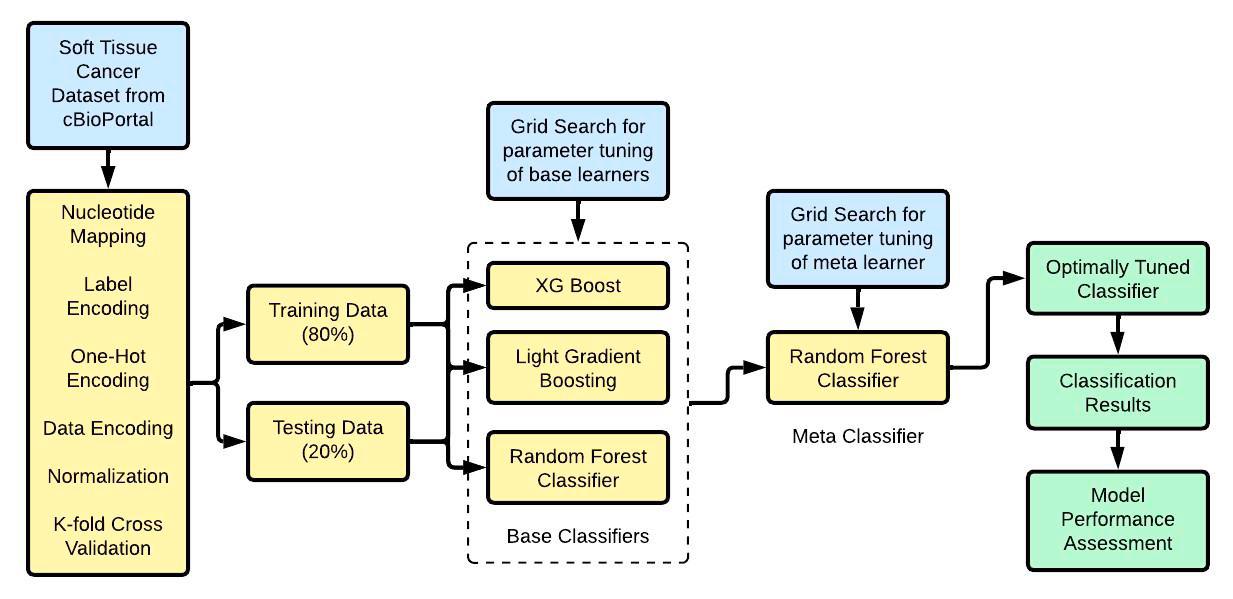 Soft Tissue
Cancer
Dataset from
cBioPortal
Nucleotide
Mapping
Label
Encoding
One-Hot
Encoding
Data Encoding
Normalization
K-fold Cross
Validation
Training Data
(80%)
Testing Data
(20%)
Grid Search for
parameter tuning
of base learners
XG Boost
Light Gradient
Boosting
Random Forest
Classifier
Base Classifiers
Grid Search for
parameter tuning
of meta learner
Random Forest
Classifier
Meta Classifier
Optimally Tuned
Classifier
Classification
Results
Model
Performance
Assessment